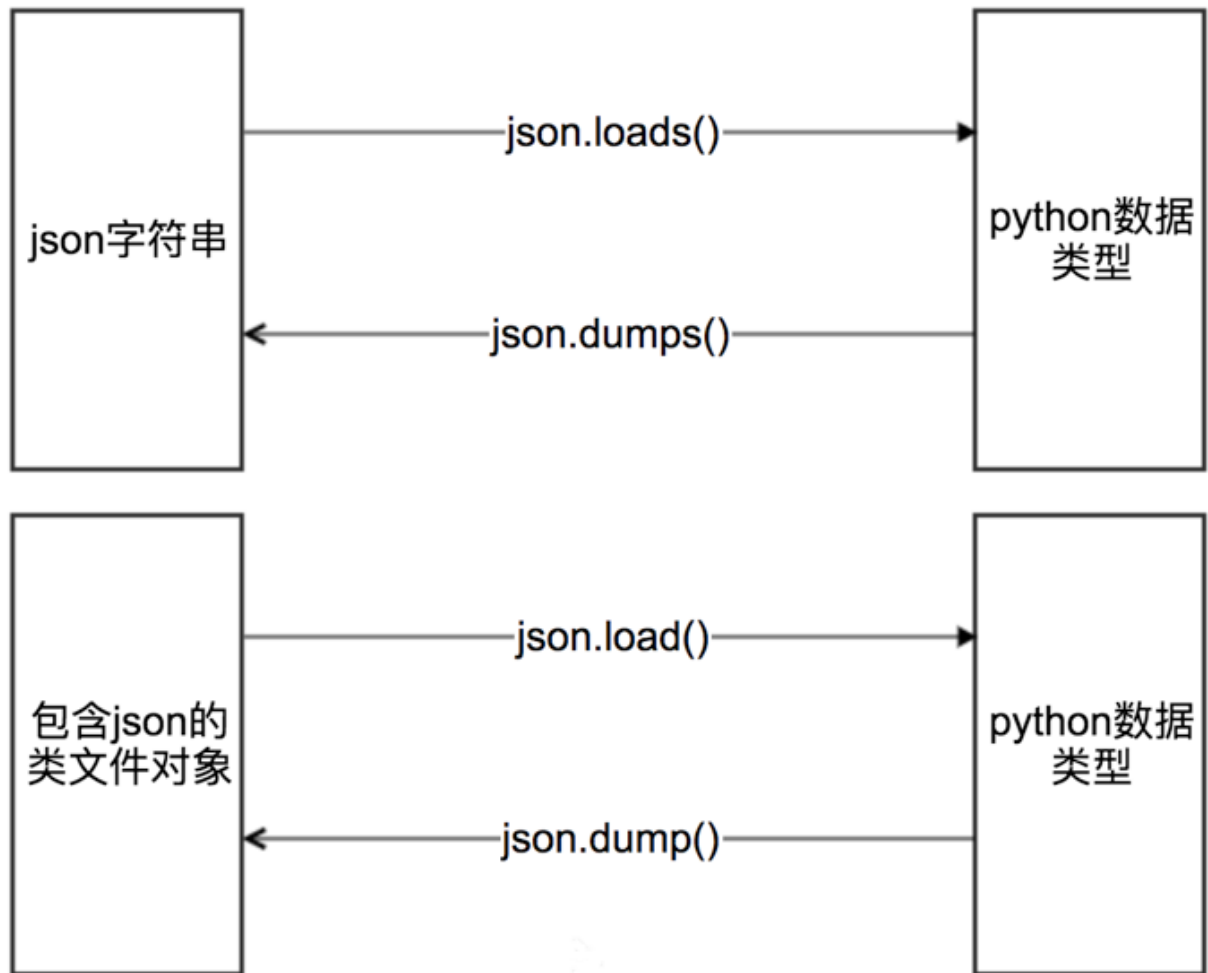 json.loads()
json字符串
python数据
类型
json.dumps()
json.load()
包含json的
类文件对象
python数据
类型
json.dump()